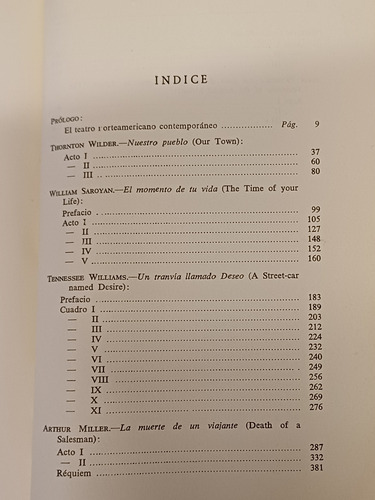 INDICE
PRÓLOGO:
El teatro norteamericano contemporáneo .................. Pág. 9
THORNTON WILDER.—Nuestro pueblo (Our Town):
Acto I ............................................................ 37
— II ............................................................ 60
— III ............................................................ 80
WILLIAM SAROYAN.—El momento de tu vida (The Time of your
Life):
Prefacio ............................................................ 99
Acto I ............................................................ 105
— II ............................................................ 127
— III ............................................................ 148
— IV ............................................................ 152
— V ............................................................ 160
TENNESSEE WILLIAMS.—Un tranvía llamado Deseo (A Street-car
named Desire):
Prefacio ............................................................ 183
Cuadro I ............................................................ 189
— II ............................................................ 203
— III ............................................................ 212
— IV ............................................................ 224
— V ............................................................ 232
— VI ............................................................ 240
— VII ............................................................ 249
— VIII ............................................................ 256
— IX ............................................................ 262
— X ............................................................ 269
— XI ............................................................ 276
ARTHUR MILLER.—La muerte de un viajante (Death of a
Salesman):
Acto I ............................................................ 287
— II ............................................................ 332
Réquiem ............................................................ 381